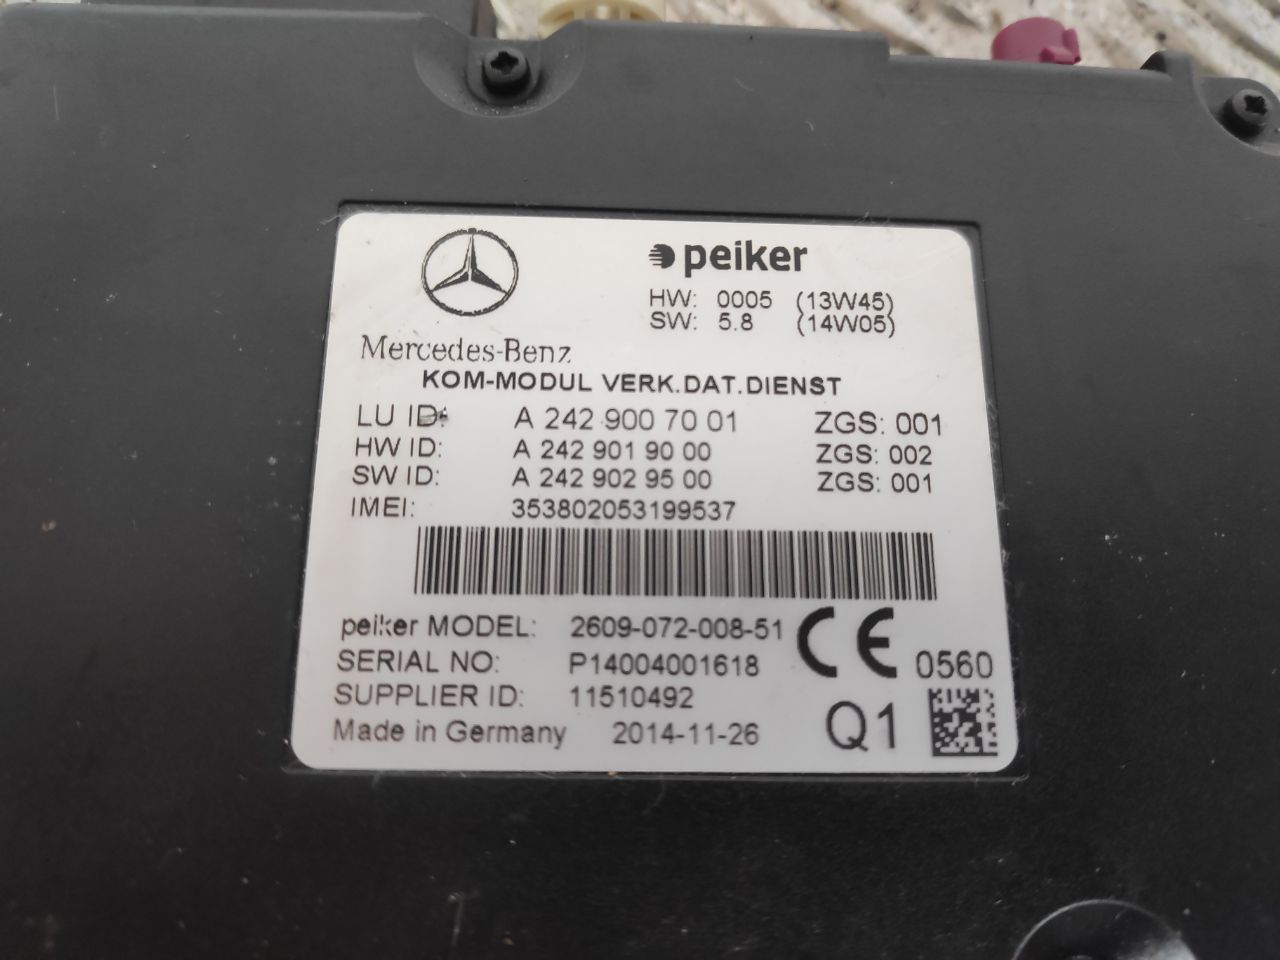 peiker
HW: 0005 (13W45)
SW: 5.8 (14W05)
Mercedes-Benz
KOM-MODUL VERK.DAT.DIENST
LU ID: A 242 900 70 01 ZGS: 001
HW ID: A 242 901 90 00 ZGS: 002
SW ID: A 242 902 95 00 ZGS: 001
IMEI: 353802053199537
peiker MODEL: 2609-072-008-51
CE 0560
SERIAL NO: P14004001618
SUPPLIER ID: 11510492
Made in Germany 2014-11-26
Q1